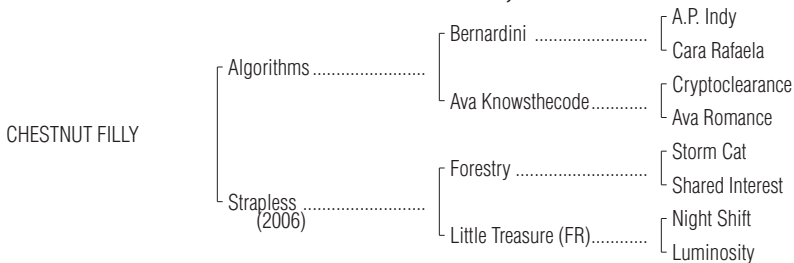 A.P. Indy
Bernardini ........................
Cara Rafaela
Algorithms ........................
Cryptoclearance
Ava Knowsthecode............
Ava Romance
CHESTNUT FILLY
Storm Cat
Forestry ............................
Shared Interest
Strapless ..........................
(2006)
Night Shift
Little Treasure (FR)............
Luminosity